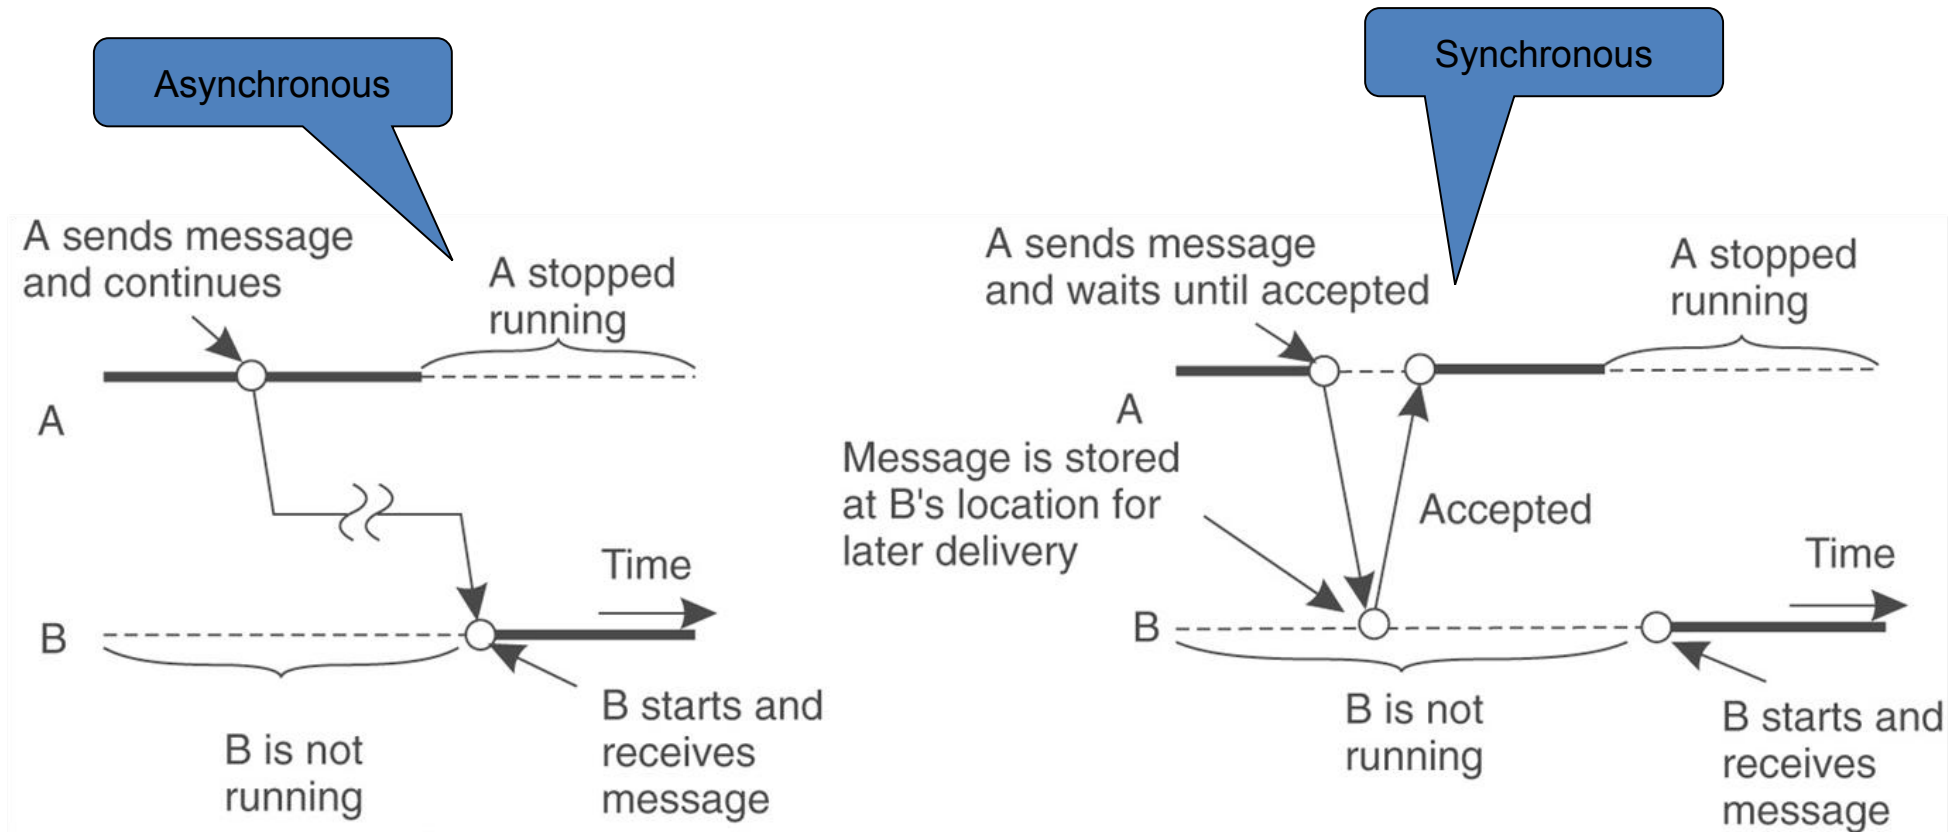 Asynchronous
A sends message
and continues
A stopped
running
A
Time
B
B is not
running
B starts and
receives
message
Synchronous
A sends message
and waits until accepted
A stopped
running
A
Message is stored
at B's location for
later delivery
Accepted
Time
B
B is not
running
B starts and
receives
message